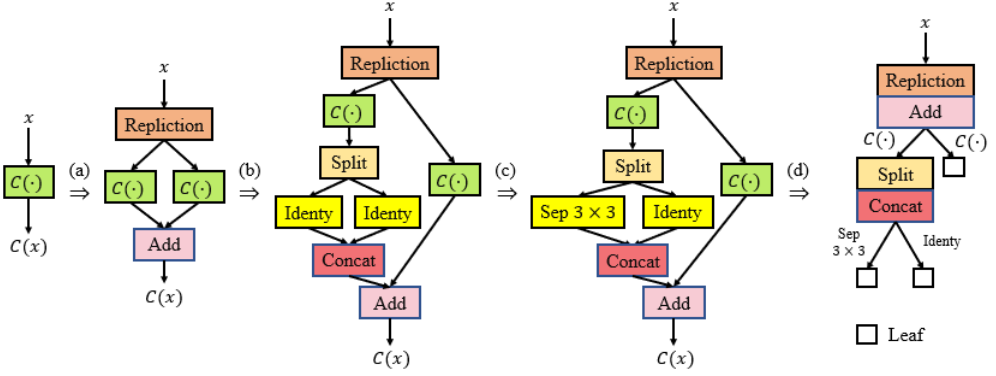 x
C(·)
C(x)
(a)
⇒
x
Repliction
C(·) C(·)
Add
C(x)
(b)
⇒
x
Repliction
C(·)
Split
C(·)
Identy Identy
Concat
Add
C(x)
(c)
⇒
x
Repliction
C(·)
Split
C(·)
Sep 3 × 3 Identy
Concat
Add
C(x)
(d)
⇒
x
Repliction
Add
C(·) C(·)
Split
Concat
Sep
3 × 3
Identy
Leaf